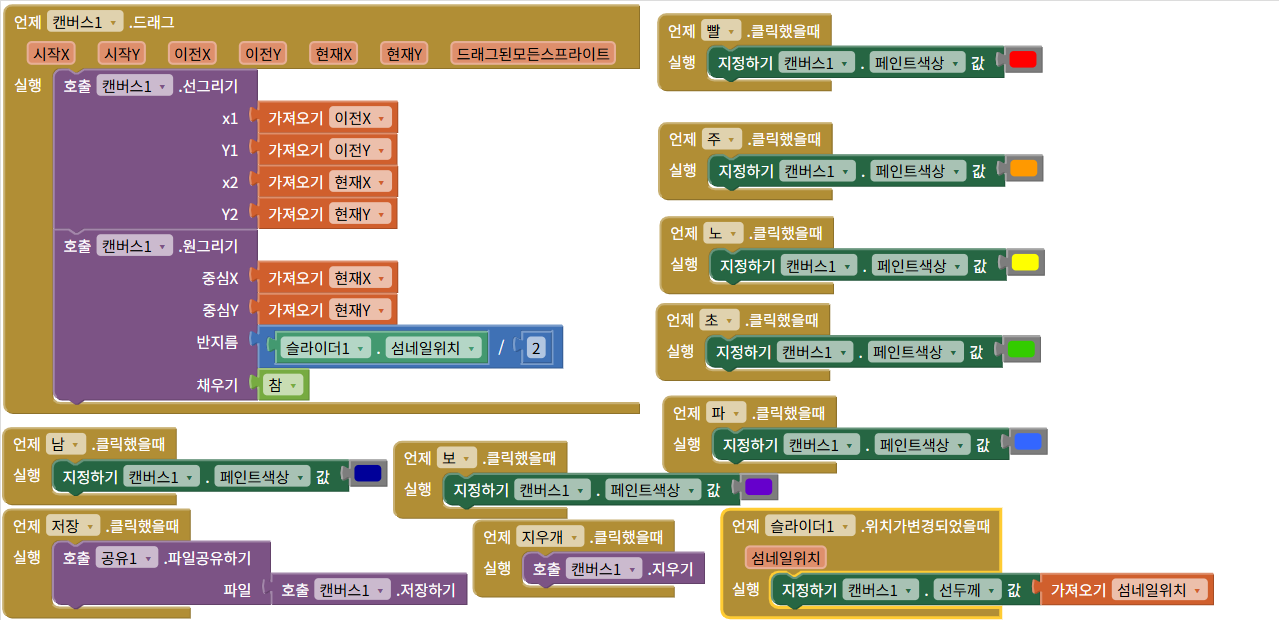 언제 캔버스1 .드래그
시작X 시작Y 이전X 이전Y 현재X 현재Y 드래그된모든스프라이트
실행 호출 캔버스1 .선그리기
x1 가져오기 이전X
Y1 가져오기 이전Y
x2 가져오기 현재X
Y2 가져오기 현재Y
호출 캔버스1 .원그리기
중심X 가져오기 현재X
중심Y 가져오기 현재Y
반지름 슬라이더1 . 섬네일위치 / 2
채우기 참
언제 빨 .클릭했을때
실행 지정하기 캔버스1 . 페인트색상 값
언제 주 .클릭했을때
실행 지정하기 캔버스1 . 페인트색상 값
언제 노 .클릭했을때
실행 지정하기 캔버스1 . 페인트색상 값
언제 초 .클릭했을때
실행 지정하기 캔버스1 . 페인트색상 값
언제 파 .클릭했을때
실행 지정하기 캔버스1 . 페인트색상 값
언제 남 .클릭했을때
실행 지정하기 캔버스1 . 페인트색상 값
언제 보 .클릭했을때
실행 지정하기 캔버스1 . 페인트색상 값
언제 저장 .클릭했을때
실행 호출 공유1 .파일공유하기
파일 호출 캔버스1 .저장하기
언제 지우개 .클릭했을때
실행 호출 캔버스1 .지우기
언제 슬라이더1 .위치가변경되었을때
섬네일위치
실행 지정하기 캔버스1 . 선두께 값 가져오기 섬네일위치